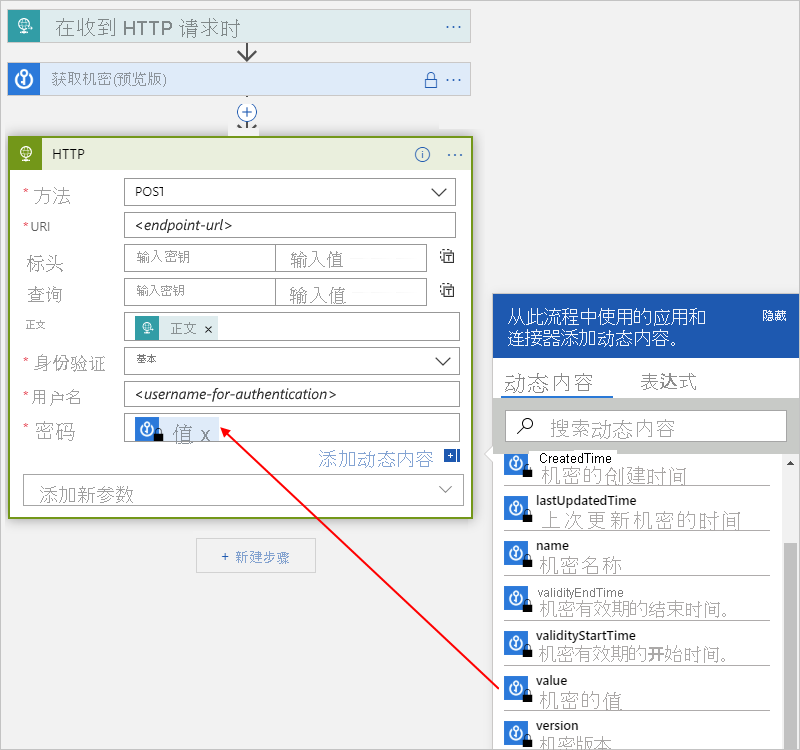 在收到 HTTP 请求时
获取机密(预览版)
HTTP
* 方法
POST
* URI
<endpoint-url>
标头
输入密钥
输入值
查询
输入密钥
输入值
正文
正文 ×
* 身份验证
基本
* 用户名
<username-for-authentication>
* 密码
值 x
添加动态内容
添加新参数
+ 新建步骤
从此流程中使用的应用和
连接器添加动态内容。
隐藏
动态内容
表达式
搜索动态内容
CreatedTime
机密的创建时间
lastUpdatedTime
上次更新机密的时间
name
机密名称
validityEndTime
机密有效期的结束时间。
validityStartTime
机密有效期的开始时间。
value
机密的值
version
机密版本